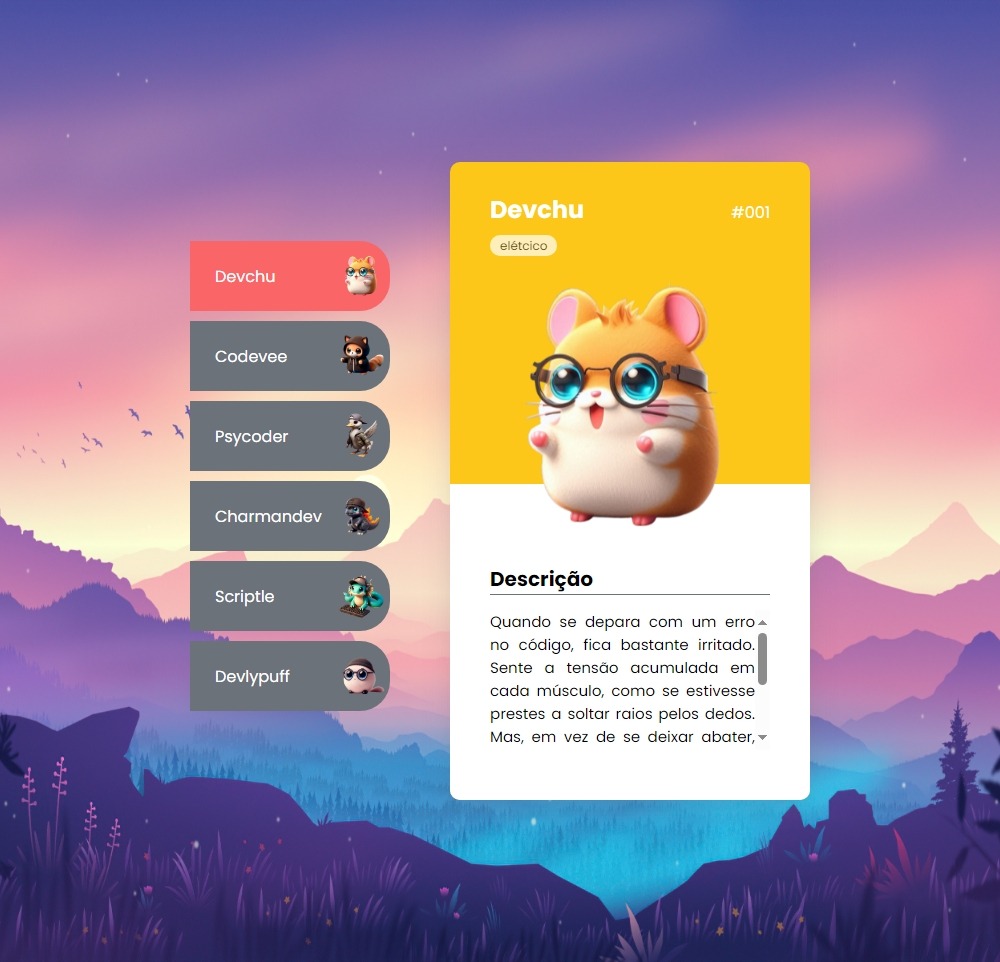 Devchu
Codevee
Psycoder
Charmandev
Scriptle
Devlypuff
Devchu
#001
elétcico
Descrição
Quando se depara com um erro
no código, fica bastante irritado.
Sente a tensão acumulada em
cada músculo, como se estivesse
prestes a soltar raios pelos dedos.
Mas, em vez de se deixar abater,